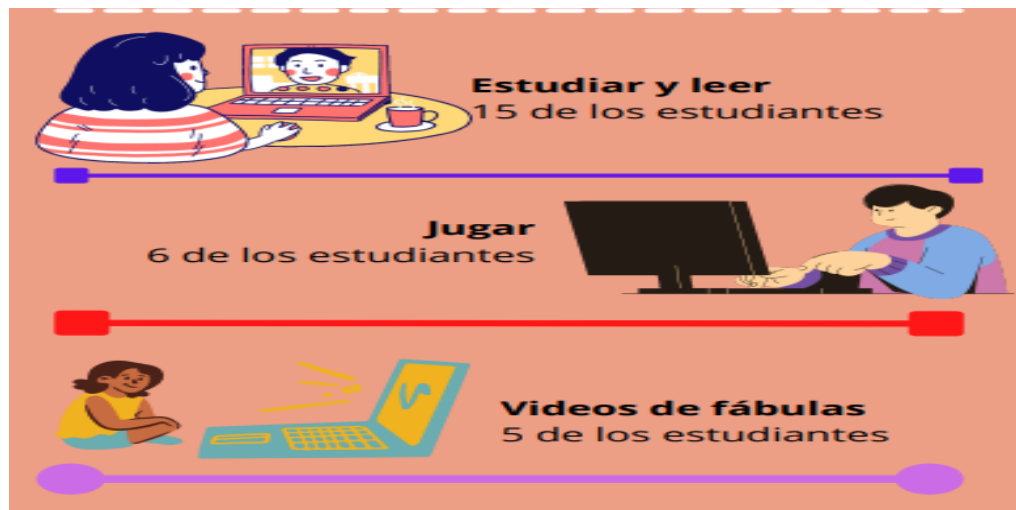 Estudiar y leer
15 de los estudiantes
Jugar
6 de los estudiantes
Videos de fábulas
5 de los estudiantes